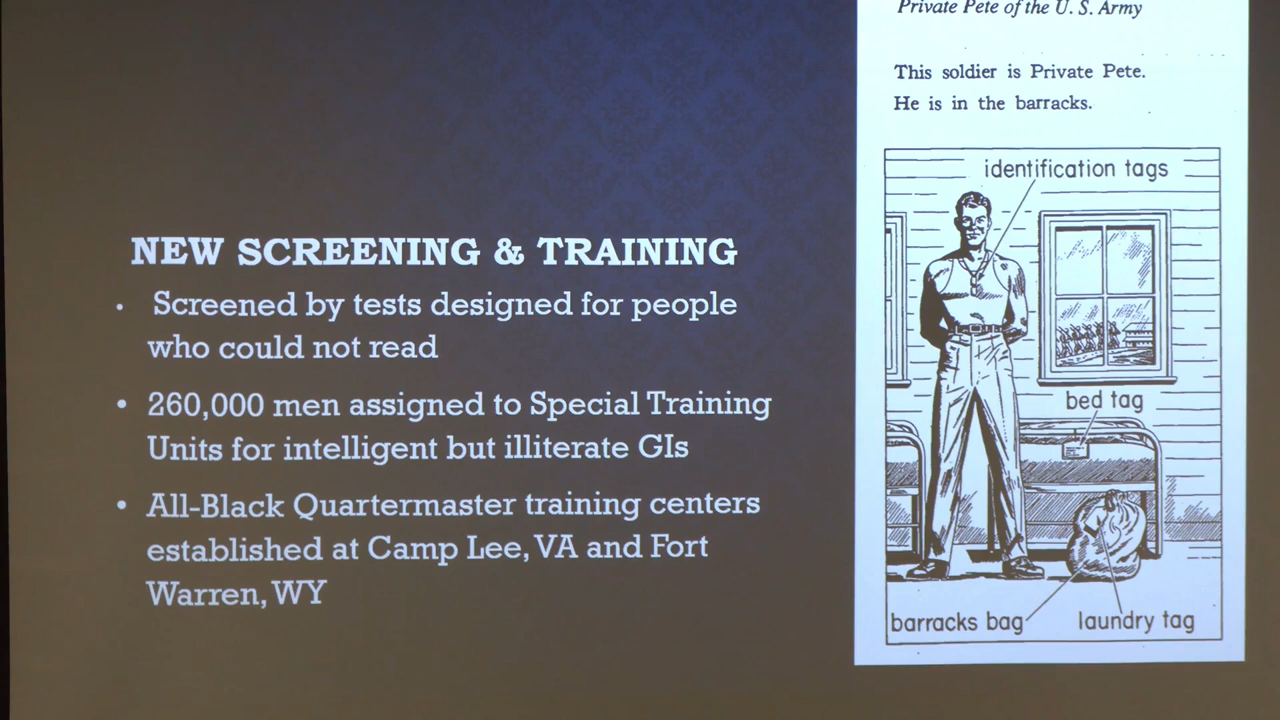 NEW SCREENING & TRAINING
• Screened by tests designed for people
who could not read
• 260,000 men assigned to Special Training
Units for intelligent but illiterate GIs
• All-Black Quartermaster training centers
established at Camp Lee, VA and Fort
Warren, WY
Private Pete of the U. S. Army
This soldier is Private Pete.
He is in the barracks.
identification tags
bed tag
barracks bag
laundry tag